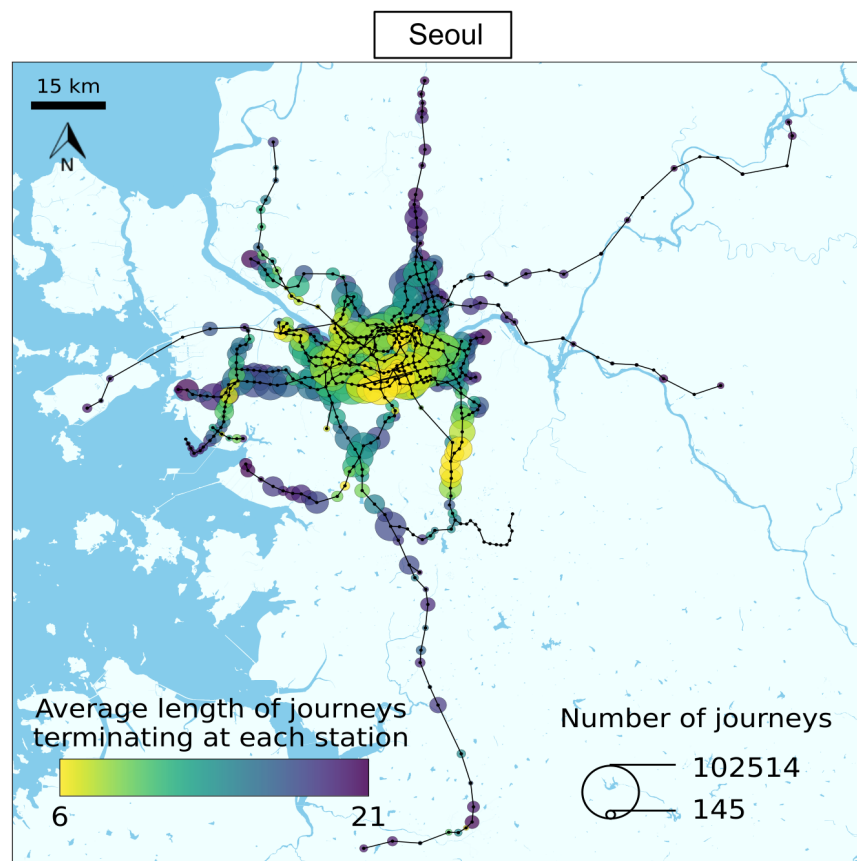 Seoul
15 km
N
Average length of journeys
terminating at each station
6
21
Number of journeys
102514
145